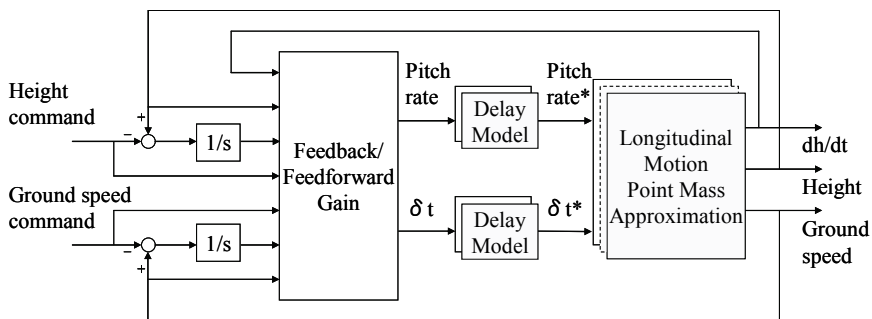 Height
command
+
−
1/s
Ground speed
command
−
+
1/s
Feedback/
Feedforward
Gain
Pitch
rate
Delay
Model
Pitch
rate*
δ t
Delay
Model
δ t*
Longitudinal
Motion
Point Mass
Approximation
dh/dt
Height
Ground
speed